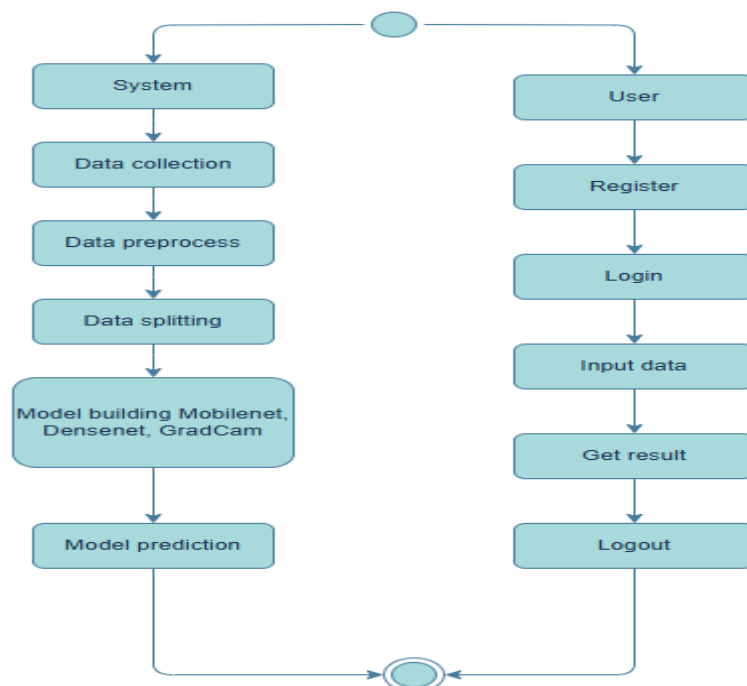 System
Data collection
Data preprocess
Data splitting
Model building Mobilenet,
Densenet, GradCam
Model prediction
User
Register
Login
Input data
Get result
Logout